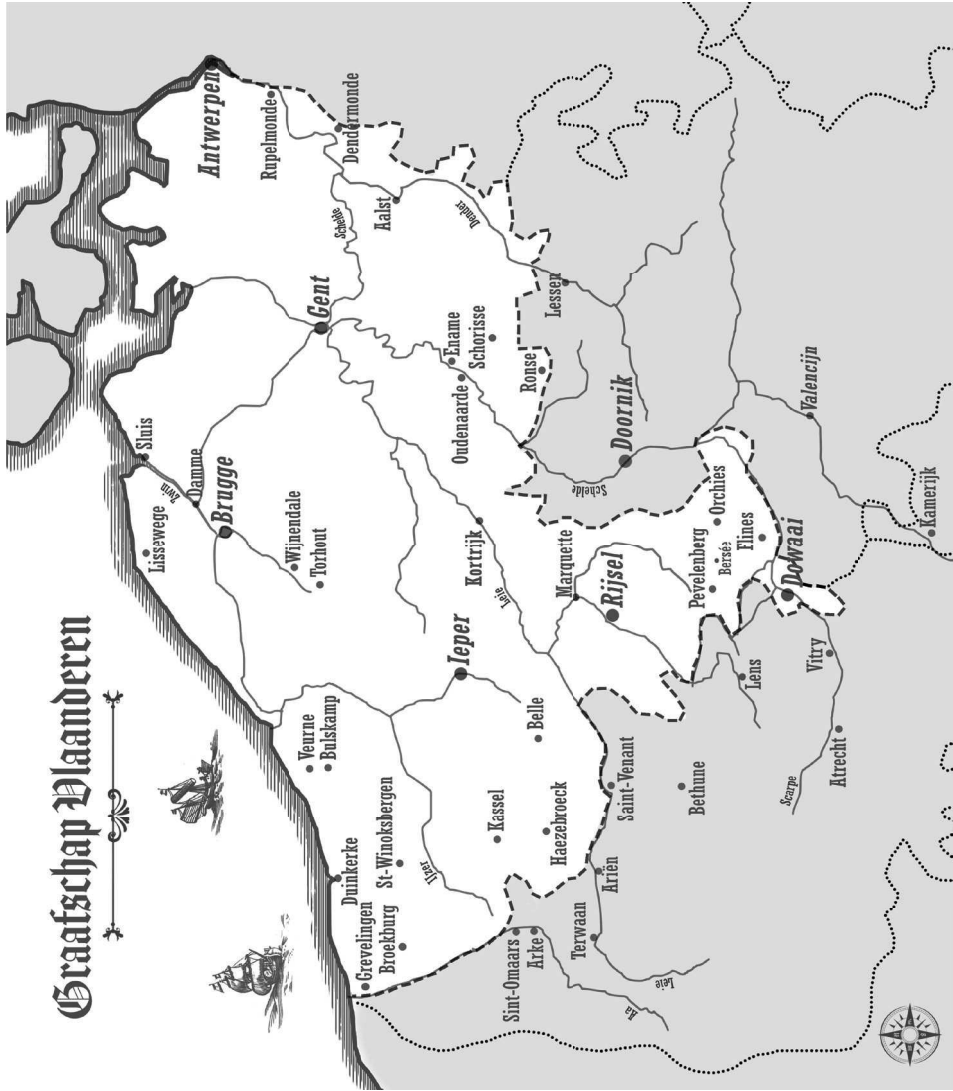 Graafschap Vlaanderen
Antwerpen
Rupelmonde
Dendermonde
Schelde
Aalst
Dender
Gent
Lessen
Ename
Schorisse
Oudenaarde
Ronse
Sluis
Zwin
Damme
Brugge
Lissewege
Wijnendale
Torhout
Doornik
Schelde
Valencijn
Kamerijk
Kortrijk
Leie
Marquette
Rijsel
Orchies
Pevelenberg
Bersée
Flines
Dowaai
Ieper
Lens
Vitry
Veurne
Bulskamp
Belle
Saint-Venant
Bethune
Atrecht
Scarpe
Duinkerke
St-Winoksbergen
Kassel
Haezebroeck
IJzer
Ariën
Grevelingen
Broekburg
Sint-Omaars
Arke
Terwaan
Leie
Aa